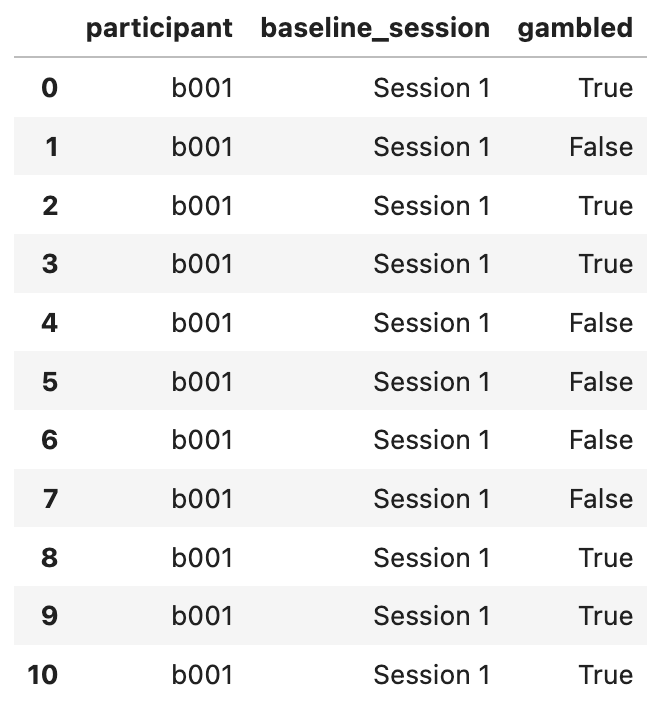 participant baseline_session gambled
0 b001 Session 1 True
1 b001 Session 1 False
2 b001 Session 1 True
3 b001 Session 1 True
4 b001 Session 1 False
5 b001 Session 1 False
6 b001 Session 1 False
7 b001 Session 1 False
8 b001 Session 1 True
9 b001 Session 1 True
10 b001 Session 1 True